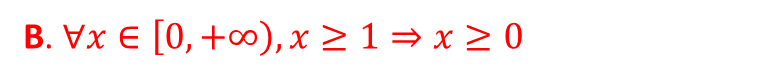 B. ∀x ∈ [0, +∞), x ≥ 1 ⇒ x ≥ 0